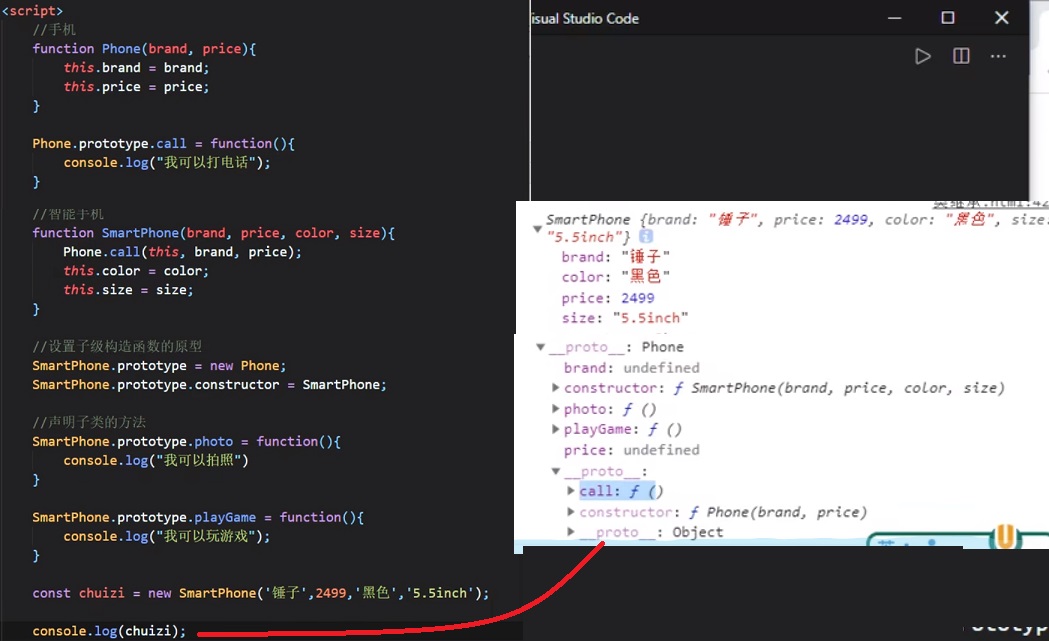 <script>
//手机
function Phone(brand, price){
this.brand = brand;
this.price = price;
}
Phone.prototype.call = function(){
console.log("我可以打电话");
}
//智能手机
function SmartPhone(brand, price, color, size){
Phone.call(this, brand, price);
this.color = color;
this.size = size;
}
//设置子级构造函数的原型
SmartPhone.prototype = new Phone;
SmartPhone.prototype.constructor = SmartPhone;
//声明子类的方法
SmartPhone.prototype.photo = function(){
console.log("我可以拍照")
}
SmartPhone.prototype.playGame = function(){
console.log("我可以玩游戏");
}
const chuizi = new SmartPhone('锤子',2499,'黑色','5.5inch');
console.log(chuizi);
isual Studio Code
SmartPhone {brand: "锤子", price: 2499, color: "黑色", size:
"5.5inch"}
brand: "锤子"
color: "黑色"
price: 2499
size: "5.5inch"
__proto__: Phone
brand: undefined
constructor: ƒ SmartPhone(brand, price, color, size)
photo: ƒ ()
playGame: ƒ ()
price: undefined
__proto__:
call: ƒ ()
constructor: ƒ Phone(brand, price)
__proto__: Object